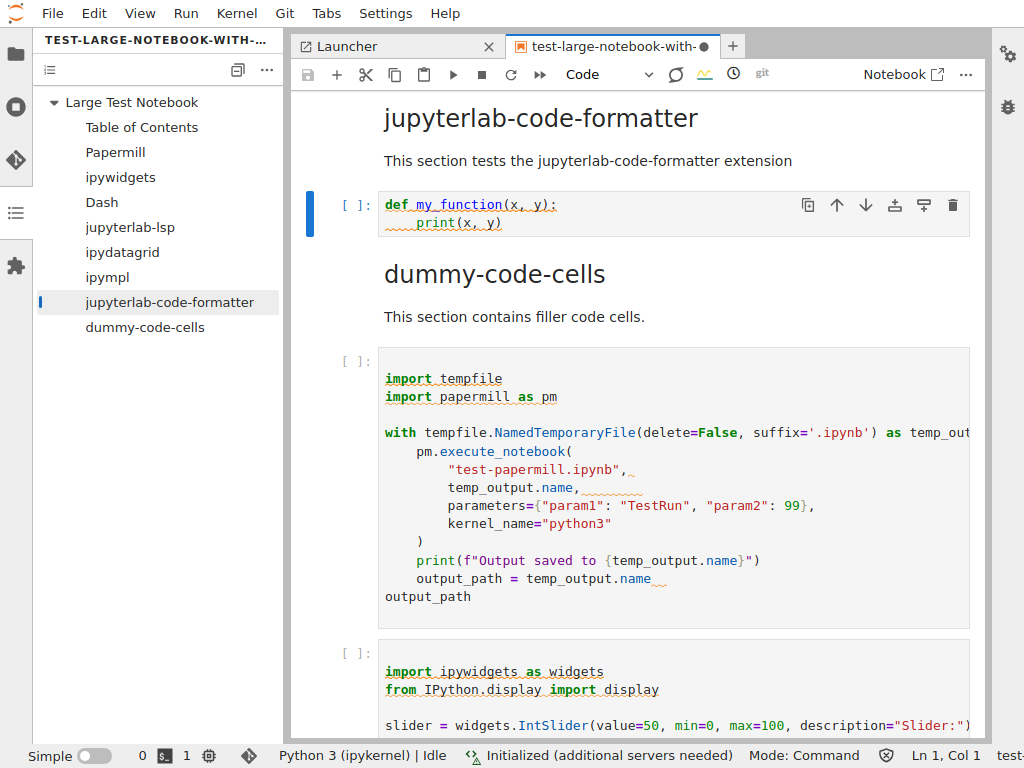 File Edit View Run Kernel Git Tabs Settings Help
TEST-LARGE-NOTEBOOK-WITH-...
Large Test Notebook
Table of Contents
Papermill
ipywidgets
Dash
jupyterlab-lsp
ipydatagrid
ipympl
jupyterlab-code-formatter
dummy-code-cells
Launcher
test-large-notebook-with-
Code
git
Notebook
jupyterlab-code-formatter
This section tests the jupyterlab-code-formatter extension
[ ]: def my_function(x, y):
    print(x, y)
dummy-code-cells
This section contains filler code cells.
[ ]:
import tempfile
import papermill as pm
with tempfile.NamedTemporaryFile(delete=False, suffix='.ipynb') as temp_out
    pm.execute_notebook(
        "test-papermill.ipynb",
        temp_output.name,
        parameters={"param1": "TestRun", "param2": 99},
        kernel_name="python3"
    )
    print(f"Output saved to {temp_output.name}")
    output_path = temp_output.name
output_path
[ ]:
import ipywidgets as widgets
from IPython.display import display
slider = widgets.IntSlider(value=50, min=0, max=100, description="Slider:")
Simple 0 1 Python 3 (ipykernel) | Idle Initialized (additional servers needed) Mode: Command Ln 1, Col 1 test-